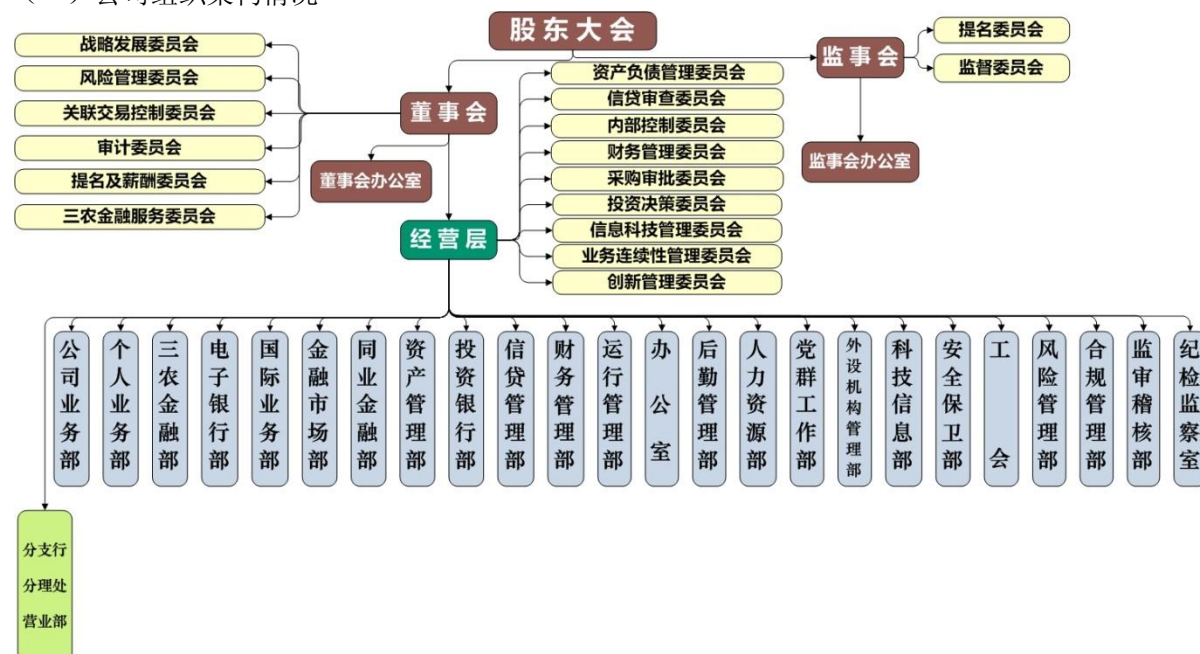 公司组织架构情况
股东大会
战略发展委员会
风险管理委员会
关联交易控制委员会
审计委员会
提名及薪酬委员会
三农金融服务委员会
董事会
董事会办公室
经营层
资产负债管理委员会
信贷审查委员会
内部控制委员会
财务管理委员会
采购审批委员会
投资决策委员会
信息科技管理委员会
业务连续性管理委员会
创新管理委员会
监事会
提名委员会
监督委员会
监事会办公室
公司业务部
个人业务部
三农金融部
电子银行部
国际业务部
金融市场部
同业金融部
资产管理部
投资银行部
信贷管理部
财务管理部
运行管理部
办公室
后勤管理部
人力资源部
党群工作部
外设机构管理部
科技信息部
安全保卫部
工会
风险管理部
合规管理部
监审稽核部
纪检监察室
分支行
分理处
营业部